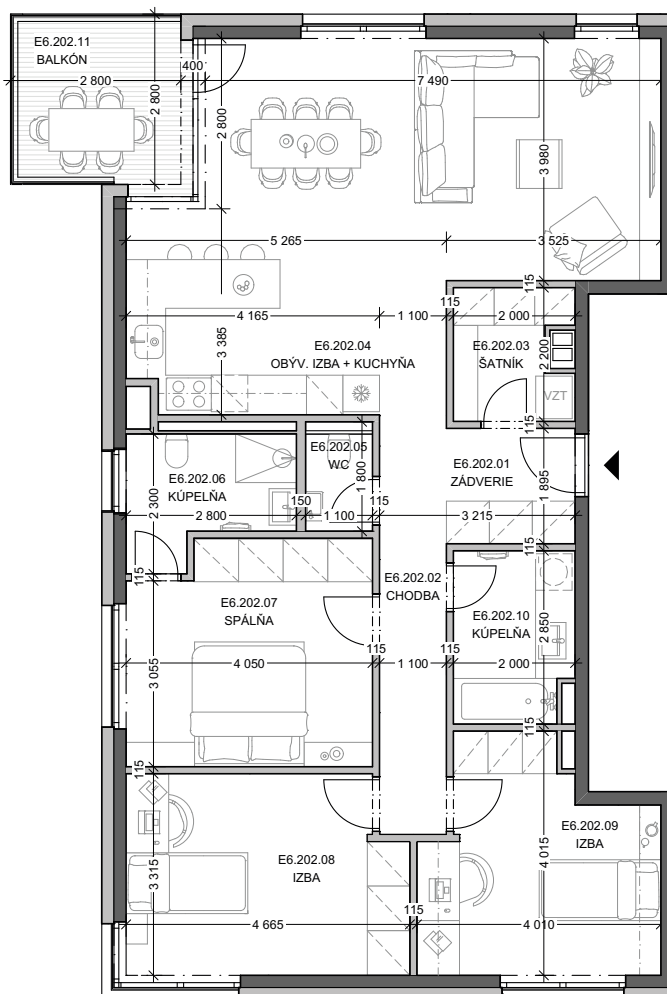 E6.202.11
BALKÓN
2 800
400
2 800
2 800
7 490
3 980
5 265
3 525
115
4 165
1 100
115
2 000
3 385
E6.202.04
OBÝV. IZBA + KUCHYŇA
E6.202.03
ŠATNÍK
2 200
VZT
115
E6.202.05
WC
1 800
E6.202.06
KÚPEĽŇA
2 300
2 800
150
1 100
115
E6.202.01
ZÁDVERIE
1 895
3 215
115
115
E6.202.02
CHODBA
E6.202.07
SPÁLŇA
E6.202.10
KÚPEĽŇA
2 850
3 055
4 050
115
1 100
115
2 000
115
115
E6.202.09
IZBA
4 015
E6.202.08
IZBA
3 315
4 665
115
4 010